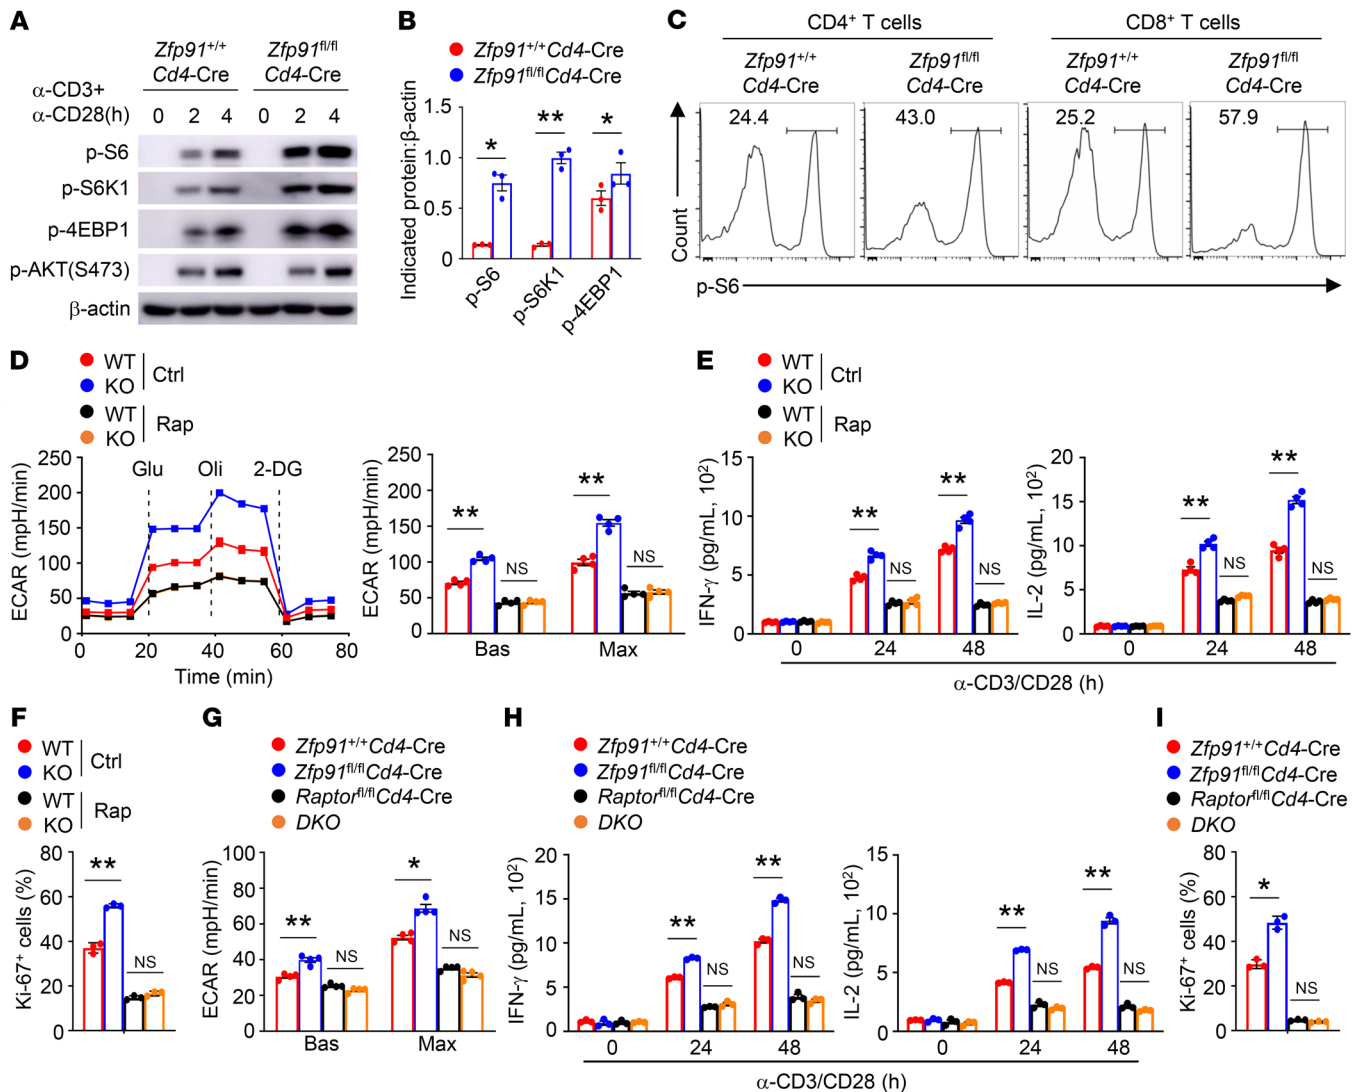 A
Zfp91+/+ Zfp91fl/fl
Cd4-Cre Cd4-Cre
α-CD3+
α-CD28(h) 0 2 4 0 2 4
p-S6
p-S6K1
p-4EBP1
p-AKT(S473)
β-actin
B
Zfp91+/+Cd4-Cre
Zfp91fl/flCd4-Cre
Indicated protein:β-actin
1.5
1.0
0.5
0
* ** *
p-S6 p-S6K1 p-4EBP1
C
CD4+ T cells CD8+ T cells
Zfp91+/+ Zfp91fl/fl Zfp91+/+ Zfp91fl/fl
Cd4-Cre Cd4-Cre Cd4-Cre Cd4-Cre
24.4 43.0 25.2 57.9
Count
p-S6
D
WT
KO
Ctrl
WT
KO
Rap
ECAR (mpH/min)
250
200
150
100
50
0
Glu Oli 2-DG
0 20 40 60 80
Time (min)
ECAR (mpH/min)
250
200
150
100
50
0
** NS ** NS
Bas Max
E
WT
KO
Ctrl
WT
KO
Rap
IFN-γ (pg/mL, 10²)
15
10
5
0
** NS ** NS
0 24 48
IL-2 (pg/mL, 10²)
20
15
10
5
0
** NS ** NS
0 24 48
α-CD3/CD28 (h)
F
WT
KO
Ctrl
WT
KO
Rap
Ki-67+ cells (%)
80
60
40
20
0
** NS
G
Zfp91+/+Cd4-Cre
Zfp91fl/flCd4-Cre
Raptorfl/flCd4-Cre
DKO
ECAR (mpH/min)
100
80
60
40
20
0
** NS * NS
Bas Max
H
Zfp91+/+Cd4-Cre
Zfp91fl/flCd4-Cre
Raptorfl/flCd4-Cre
DKO
IFN-γ (pg/mL, 10²)
20
15
10
5
0
** NS ** NS
0 24 48
IL-2 (pg/mL, 10²)
15
10
5
0
** NS ** NS
0 24 48
α-CD3/CD28 (h)
I
Zfp91+/+Cd4-Cre
Zfp91fl/flCd4-Cre
Raptorfl/flCd4-Cre
DKO
Ki-67+ cells (%)
80
60
40
20
0
* NS